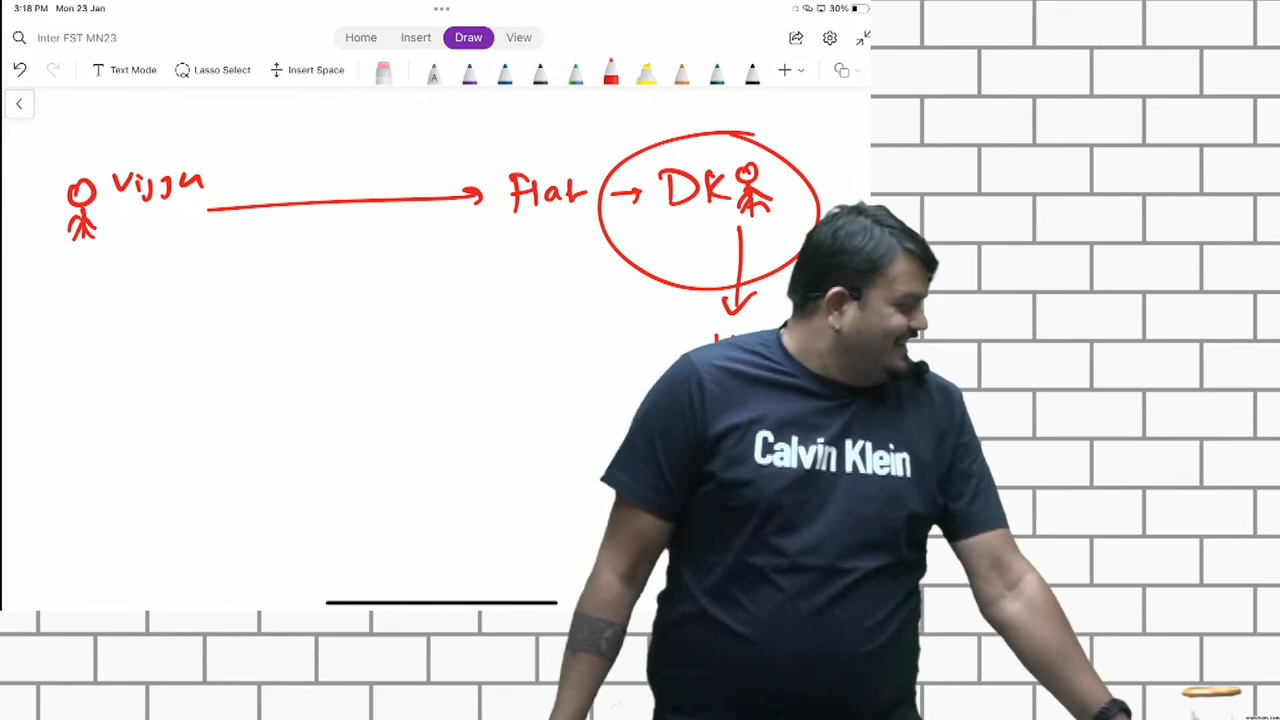 3:18 PM Mon 23 Jan
30%
Inter FST MN23
Home Insert Draw View
Text Mode Lasso Select Insert Space
A
Vijju
Flat → DK
Calvin Klein